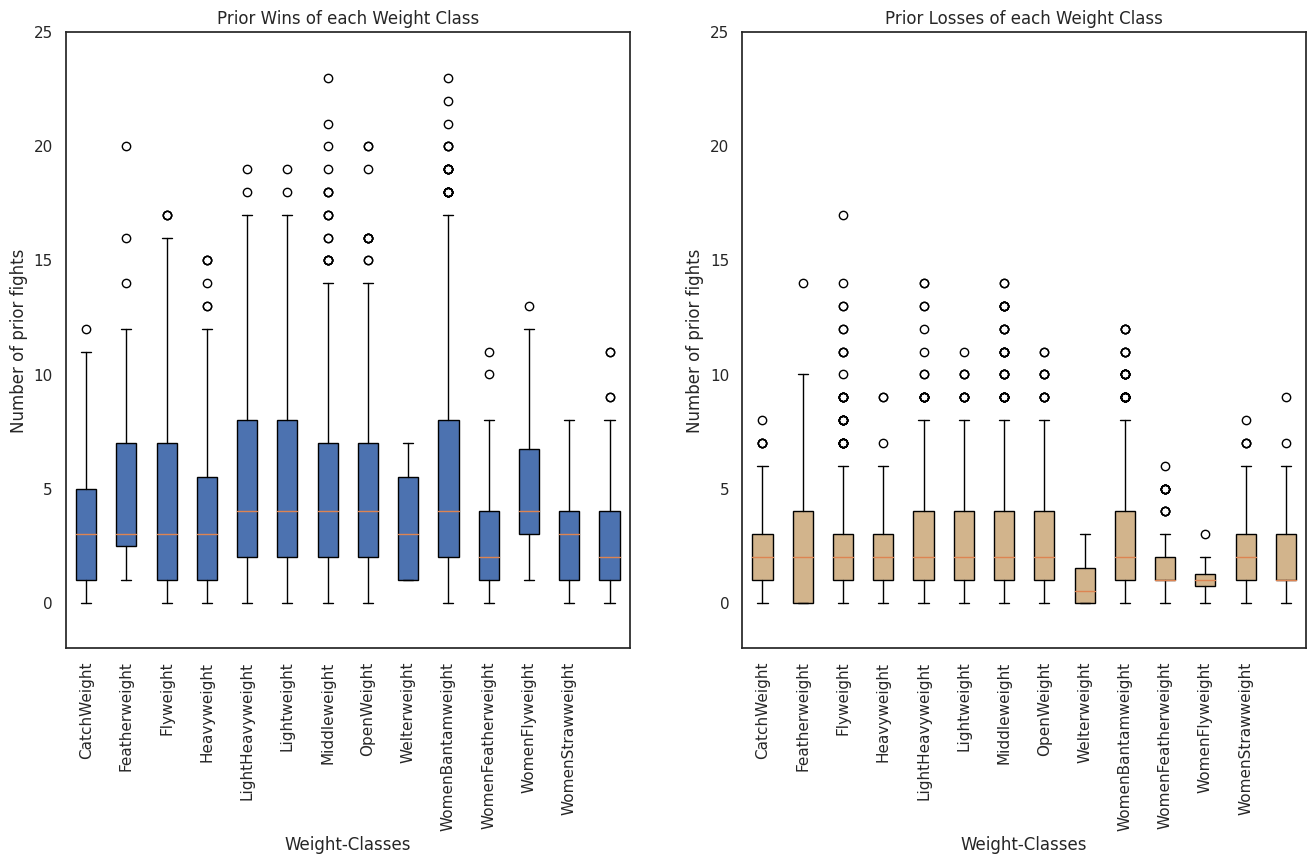 Prior Wins of each Weight Class
Number of prior fights
25
20
15
10
5
0
CatchWeight
Featherweight
Flyweight
Heavyweight
LightHeavyweight
Lightweight
Middleweight
OpenWeight
Welterweight
WomenBantamweight
WomenFeatherweight
WomenFlyweight
WomenStrawweight
Weight-Classes
Prior Losses of each Weight Class
Number of prior fights
25
20
15
10
5
0
CatchWeight
Featherweight
Flyweight
Heavyweight
LightHeavyweight
Lightweight
Middleweight
OpenWeight
Welterweight
WomenBantamweight
WomenFeatherweight
WomenFlyweight
WomenStrawweight
Weight-Classes